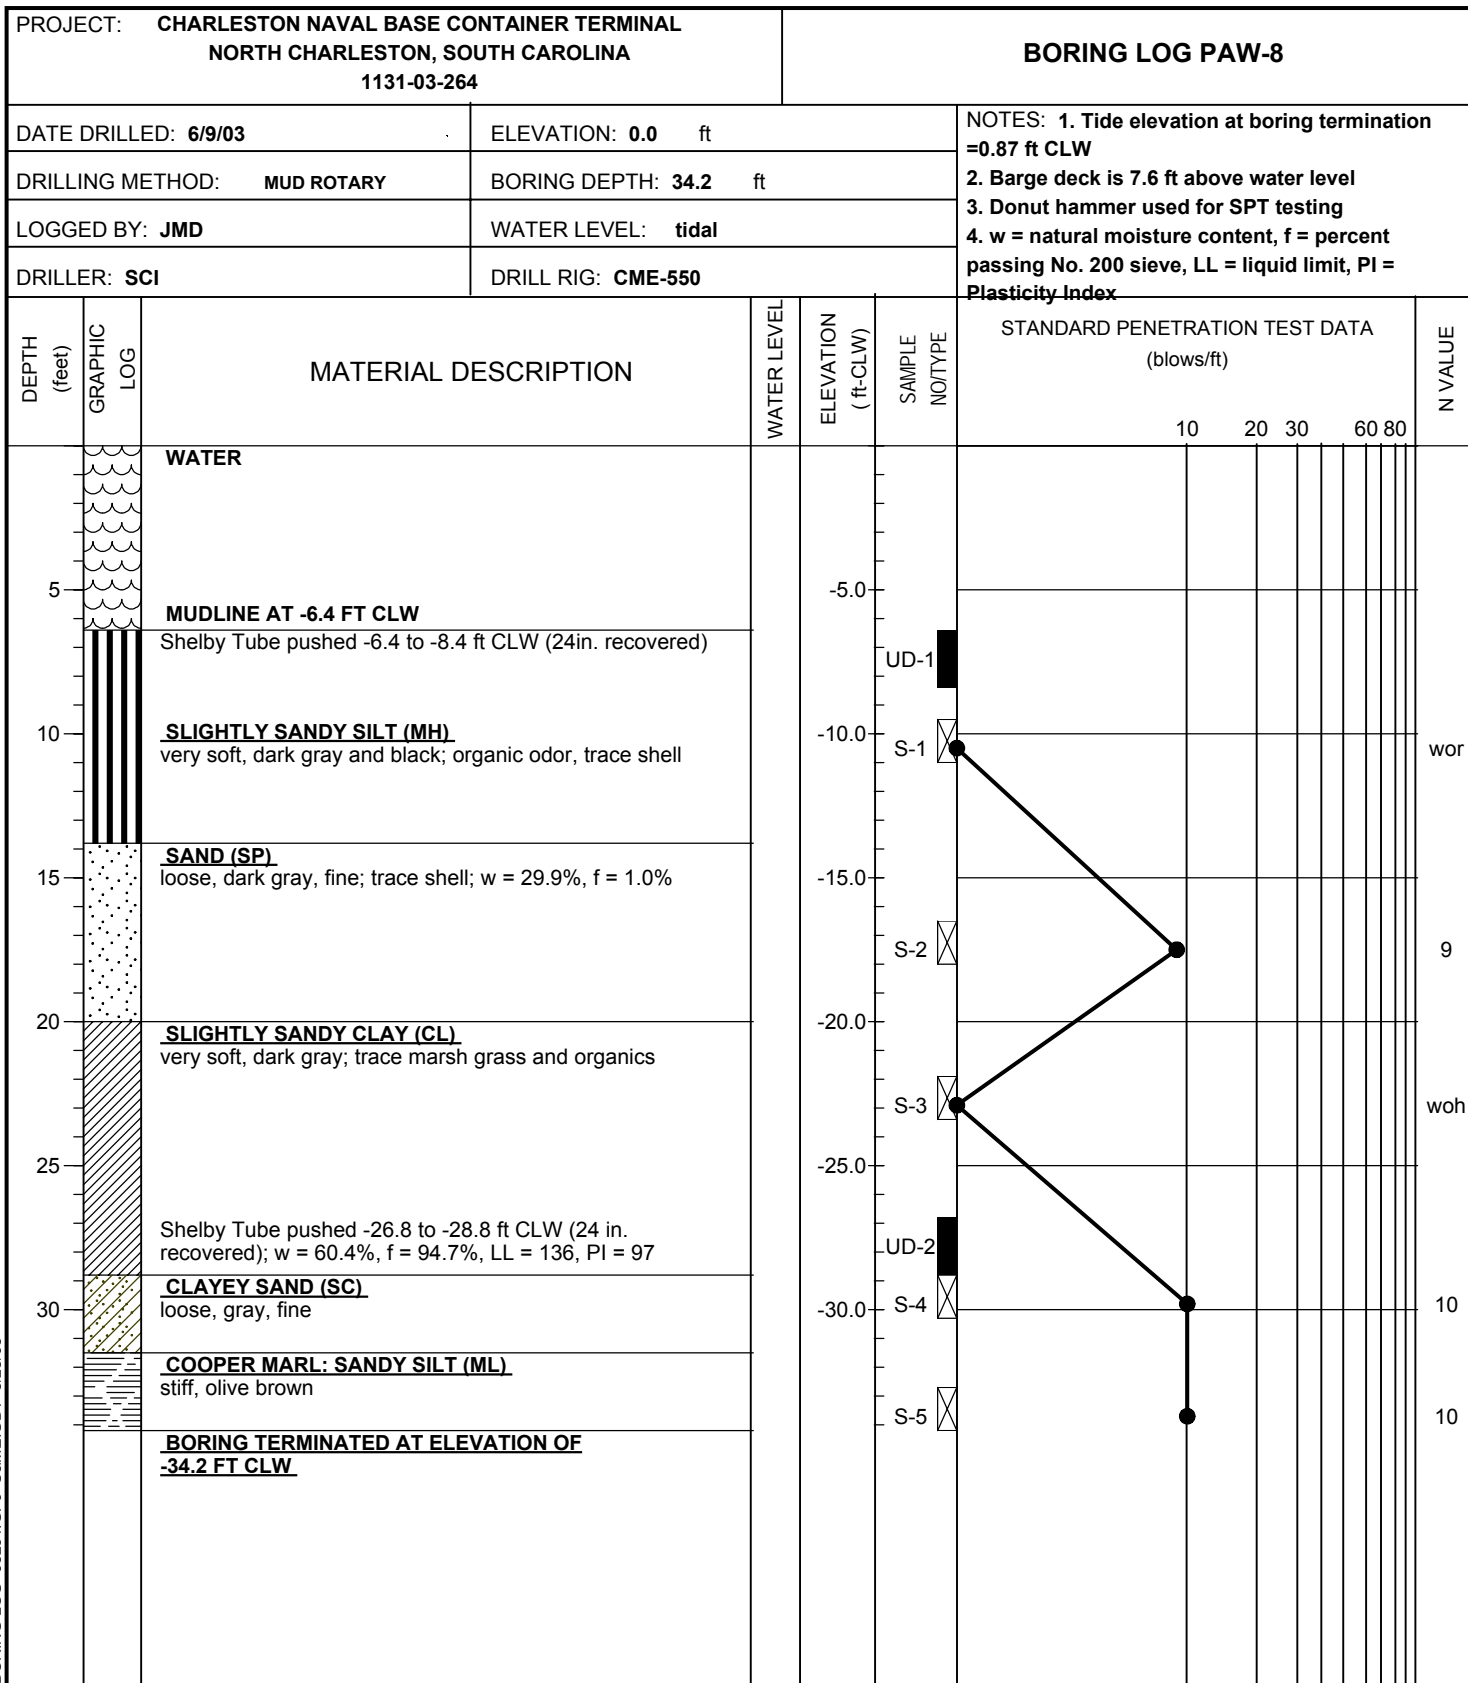 PROJECT: CHARLESTON NAVAL BASE CONTAINER TERMINAL
NORTH CHARLESTON, SOUTH CAROLINA
1131-03-264
BORING LOG PAW-8
DATE DRILLED: 6/9/03
ELEVATION: 0.0 ft
DRILLING METHOD: MUD ROTARY
BORING DEPTH: 34.2 ft
LOGGED BY: JMD
WATER LEVEL: tidal
DRILLER: SCI
DRILL RIG: CME-550
NOTES: 1. Tide elevation at boring termination
=0.87 ft CLW
2. Barge deck is 7.6 ft above water level
3. Donut hammer used for SPT testing
4. w = natural moisture content, f = percent
passing No. 200 sieve, LL = liquid limit, PI =
Plasticity Index
DEPTH
(feet)
GRAPHIC
LOG
MATERIAL DESCRIPTION
WATER LEVEL
ELEVATION
( ft-CLW)
SAMPLE
NO/TYPE
STANDARD PENETRATION TEST DATA
(blows/ft)
10 20 30 60 80
N VALUE
WATER
5 -5.0
MUDLINE AT -6.4 FT CLW
Shelby Tube pushed -6.4 to -8.4 ft CLW (24in. recovered)
UD-1
SLIGHTLY SANDY SILT (MH)
10 -10.0
very soft, dark gray and black; organic odor, trace shell
S-1 wor
SAND (SP)
loose, dark gray, fine; trace shell; w = 29.9%, f = 1.0%
15 -15.0
S-2 9
20 -20.0
SLIGHTLY SANDY CLAY (CL)
very soft, dark gray; trace marsh grass and organics
S-3 woh
25 -25.0
Shelby Tube pushed -26.8 to -28.8 ft CLW (24 in.
recovered); w = 60.4%, f = 94.7%, LL = 136, PI = 97
UD-2
CLAYEY SAND (SC)
loose, gray, fine
30 -30.0 S-4 10
COOPER MARL: SANDY SILT (ML)
stiff, olive brown
S-5 10
BORING TERMINATED AT ELEVATION OF
-34.2 FT CLW